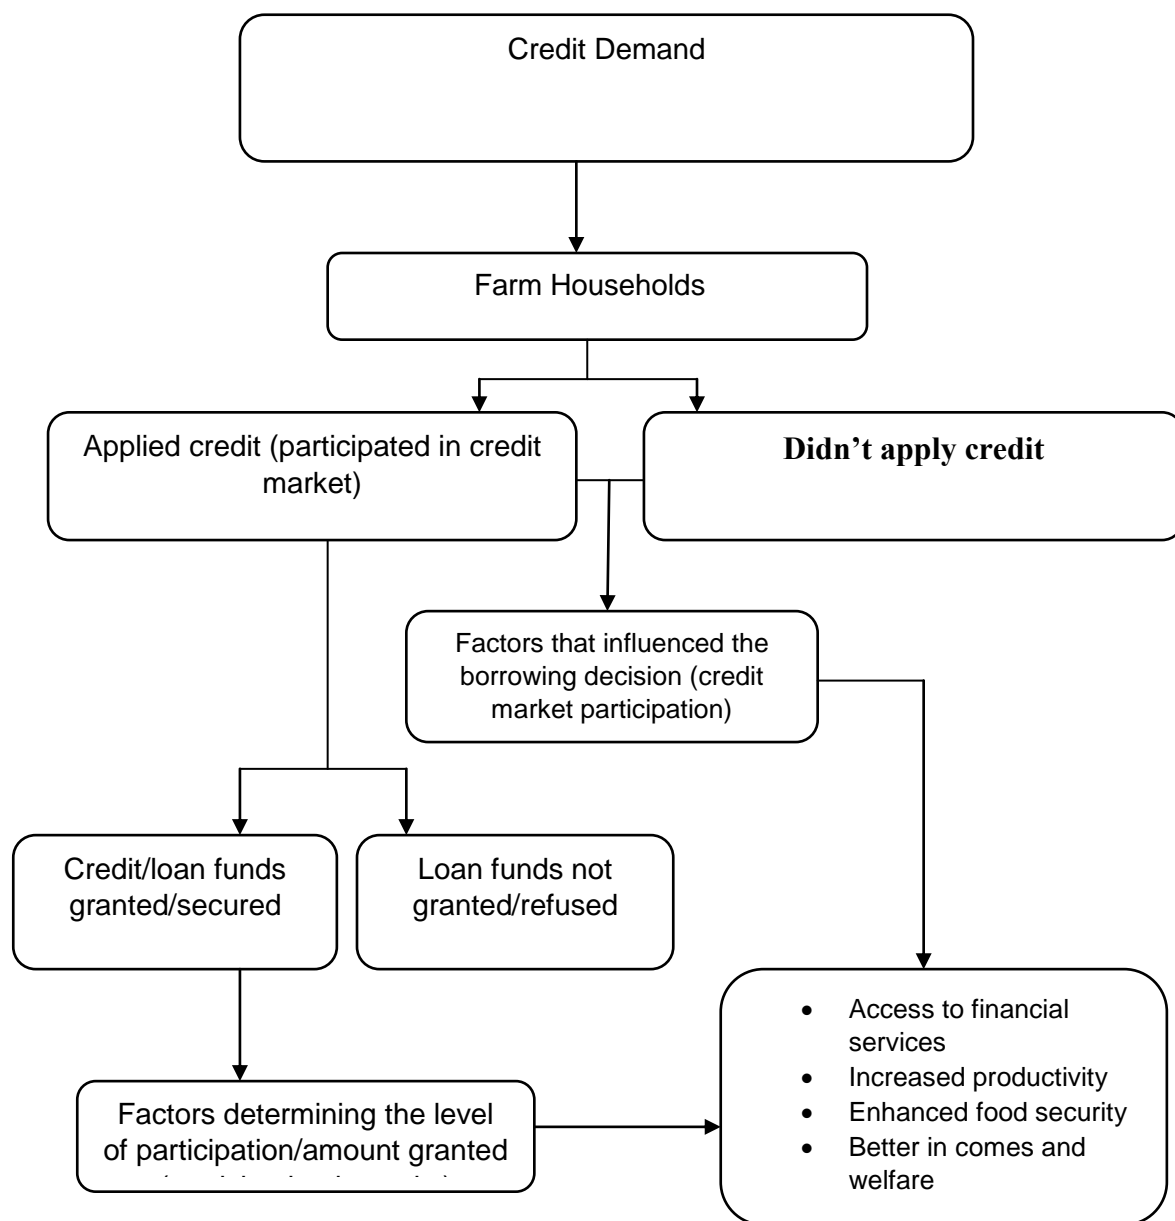 Credit Demand
Farm Households
Applied credit (participated in credit
market)
Didn’t apply credit
Factors that influenced the
borrowing decision (credit
market participation)
Credit/loan funds
granted/secured
Loan funds not
granted/refused
• Access to financial
services
• Increased productivity
• Enhanced food security
• Better in comes and
welfare
Factors determining the level
of participation/amount granted